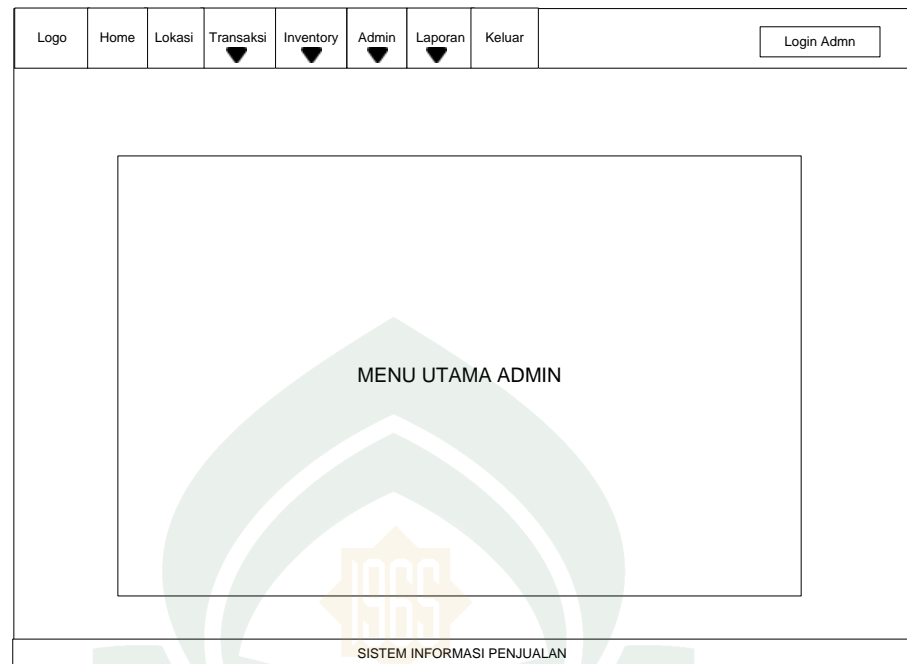 Logo Home Lokasi Transaksi Inventory Admin Laporan Keluar Login Admn
MENU UTAMA ADMIN
SISTEM INFORMASI PENJUALAN